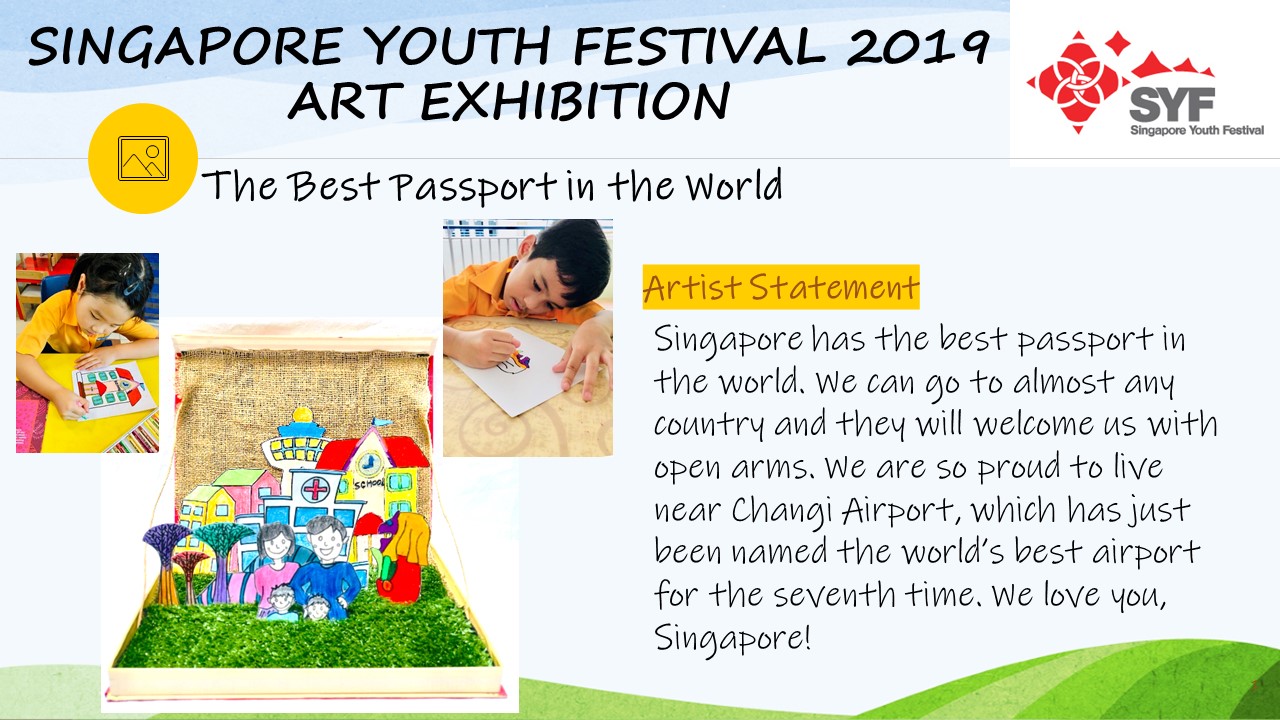 SINGAPORE YOUTH FESTIVAL 2019
ART EXHIBITION
SYF
Singapore Youth Festival
The Best Passport in the World
Artist Statement
Singapore has the best passport in
the world. We can go to almost any
country and they will welcome us with
open arms. We are so proud to live
near Changi Airport, which has just
been named the world’s best airport
for the seventh time. We love you,
Singapore!
SCHOOL